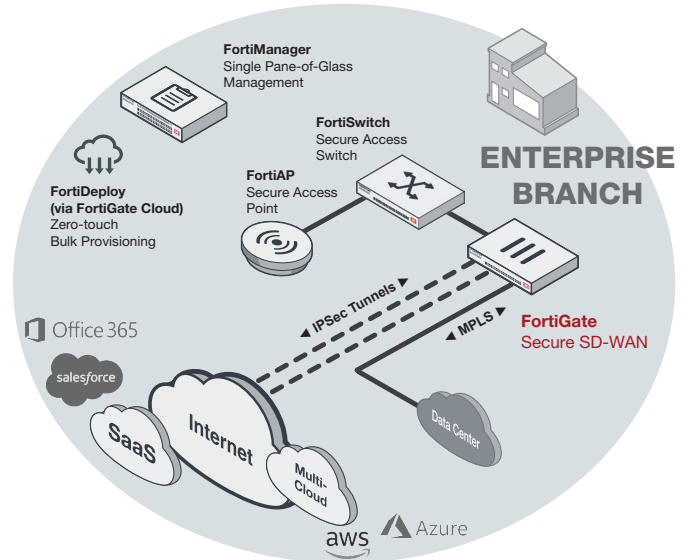 FortiManager
Single Pane-of-Glass
Management
FortiDeploy
(via FortiGate Cloud)
Zero-touch
Bulk Provisioning
FortiSwitch
Secure Access
Switch
FortiAP
Secure Access
Point
ENTERPRISE
BRANCH
IPSec Tunnels
MPLS
FortiGate
Secure SD-WAN
Office 365
salesforce
SaaS
Internet
Multi-
Cloud
Data Center
aws
Azure